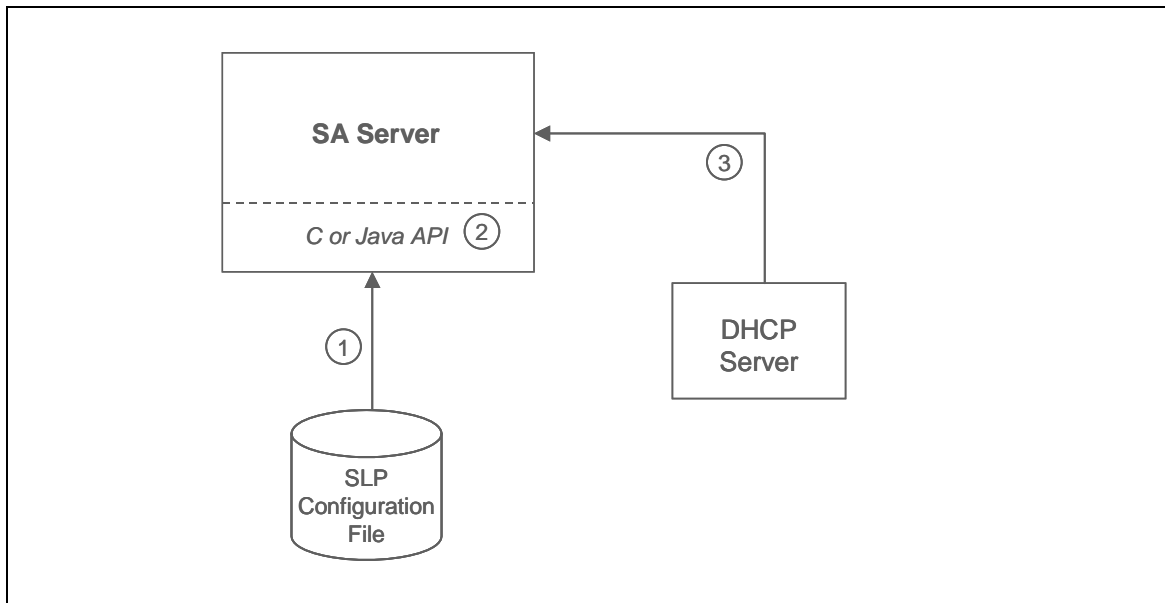 SA Server
3
C or Java API 2
DHCP
Server
1
SLP
Configuration
File